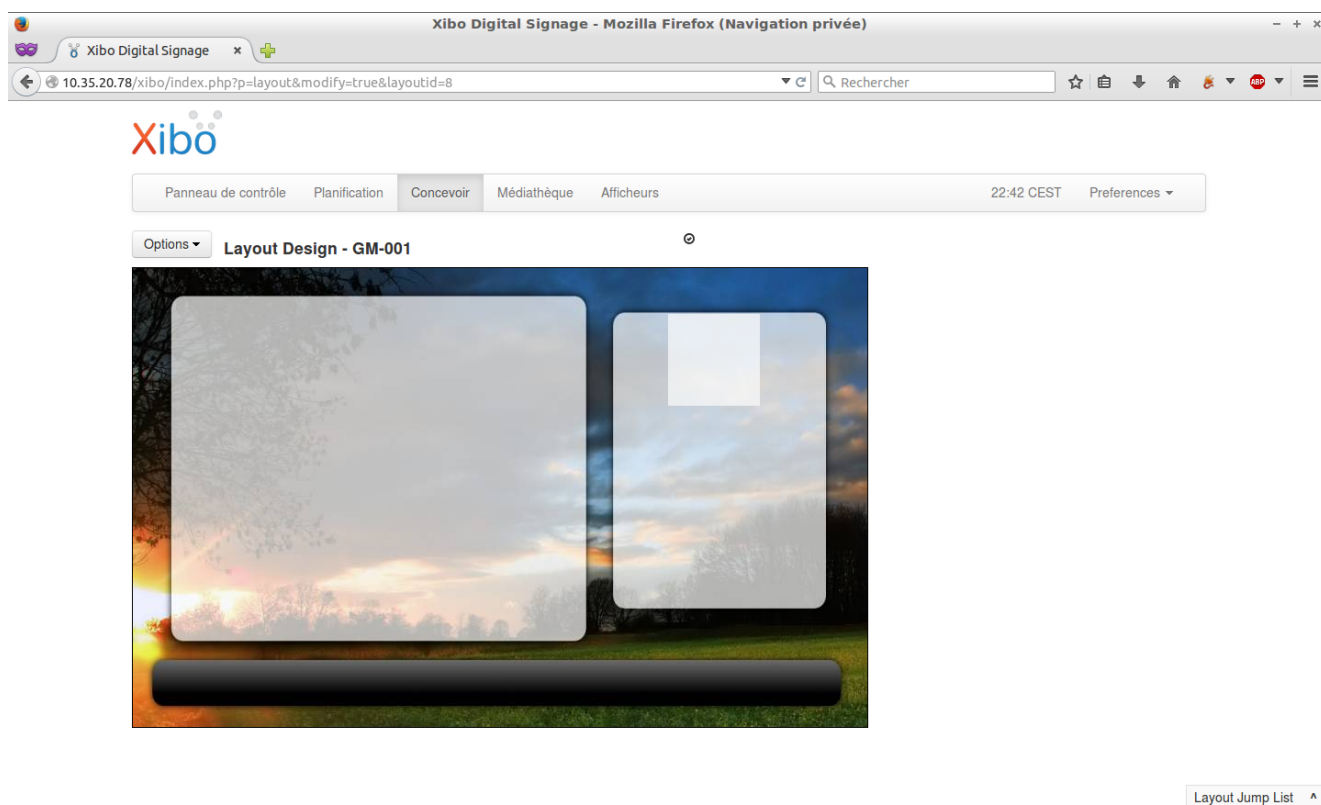 Xibo Digital Signage - Mozilla Firefox (Navigation privée)
Xibo Digital Signage
10.35.20.78/xibo/index.php?p=layout&modify=true&layoutid=8
Rechercher
ABP
Xibo
Panneau de contrôle Planification Concevoir Médiathèque Afficheurs 22:42 CEST Preferences
Options Layout Design - GM-001
Layout Jump List